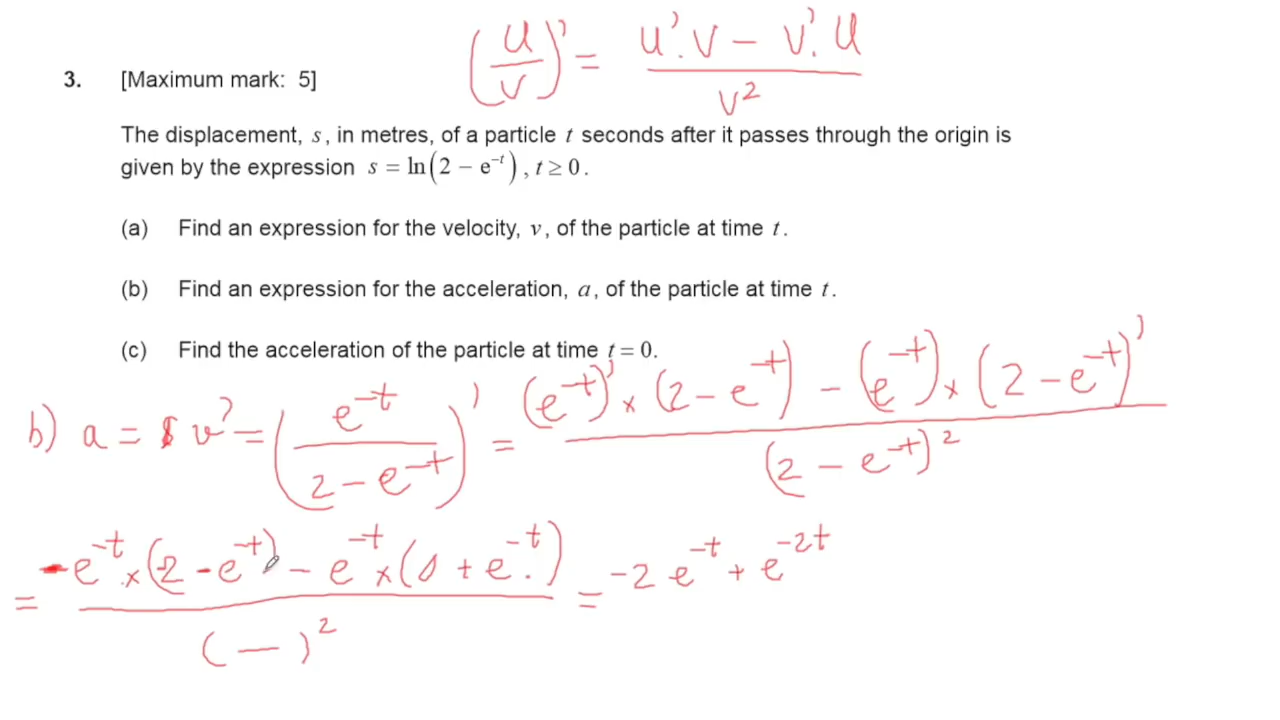 (u/v)' = (u'.v − v'.u)/v²
3. [Maximum mark: 5]
The displacement, s, in metres, of a particle t seconds after it passes through the origin is
given by the expression s = ln(2 − e⁻ᵗ), t ≥ 0.
(a) Find an expression for the velocity, v, of the particle at time t.
(b) Find an expression for the acceleration, a, of the particle at time t.
(c) Find the acceleration of the particle at time t = 0.
b) a = v' = (e⁻ᵗ/(2 − e⁻ᵗ))' = ((e⁻ᵗ)' × (2 − e⁻ᵗ) − (e⁻ᵗ) × (2 − e⁻ᵗ)')/(2 − e⁻ᵗ)²
= (−e⁻ᵗ × (2 − e⁻ᵗ) − e⁻ᵗ × (0 + e⁻ᵗ))/(—)² = −2e⁻ᵗ + e⁻²ᵗ